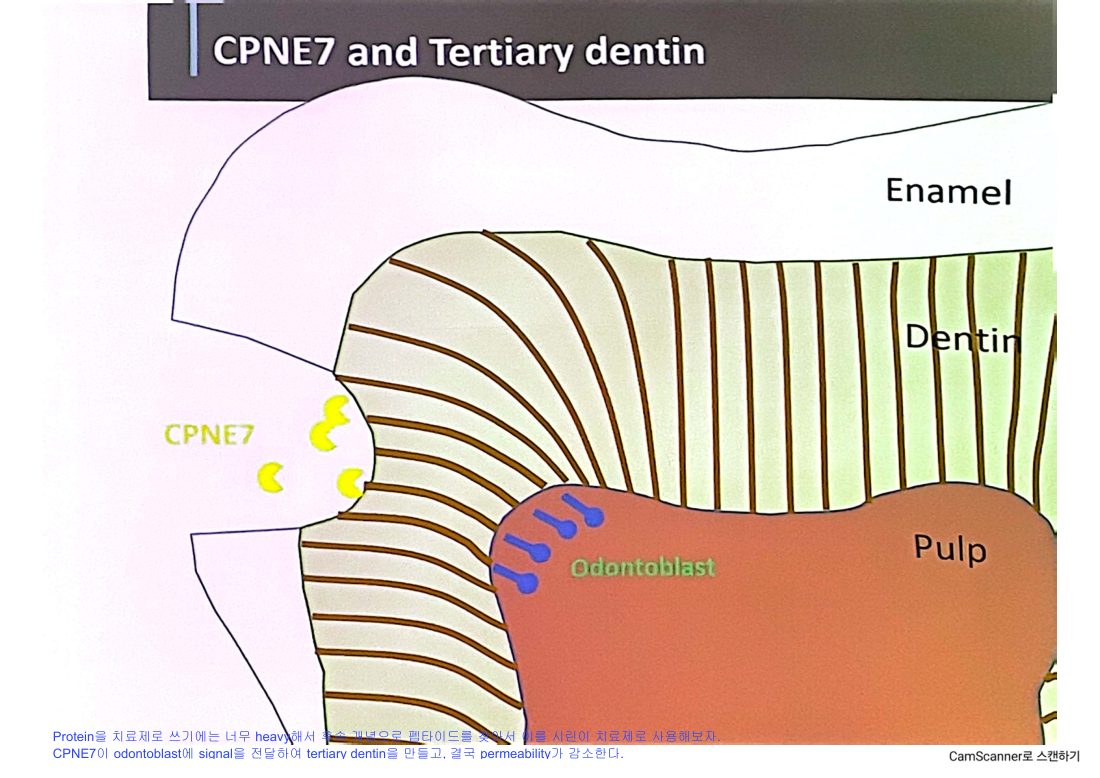 CPNE7 and Tertiary dentin
Enamel
Dentin
CPNE7
Pulp
Odontoblast
Protein을 치료제로 쓰기에는 너무 heavy해서 후속 개념으로 펩타이드를 찾아서 이를 시린이 치료제로 사용해보자.
CPNE7이 odontoblast에 signal을 전달하여 tertiary dentin을 만들고, 결국 permeability가 감소한다.
CamScanner로 스캔하기